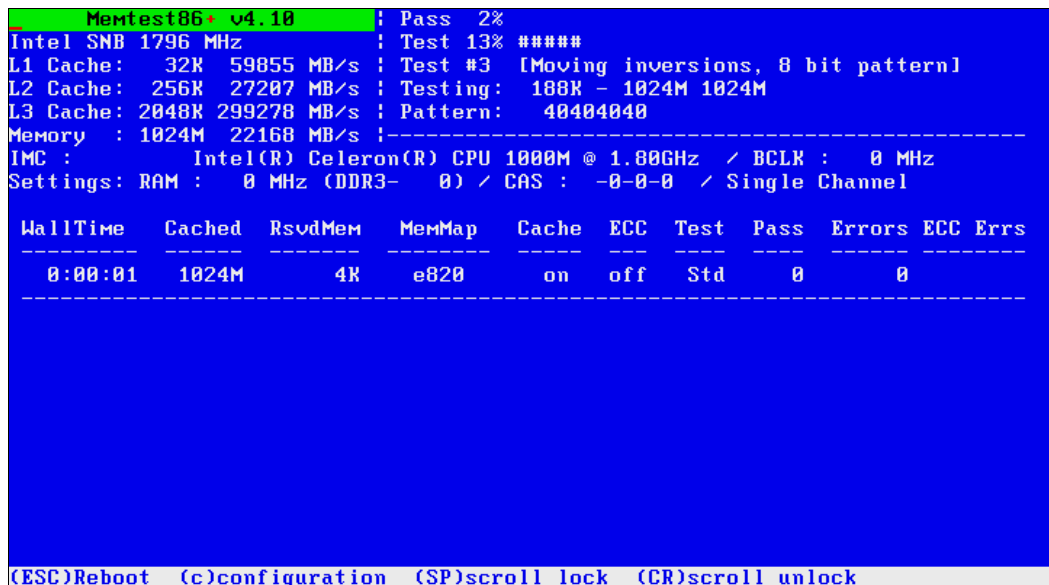 Memtest86+ v4.10 | Pass 2%
Intel SNB 1796 MHz | Test 13% #####
L1 Cache: 32K 59855 MB/s | Test #3 [Moving inversions, 8 bit pattern]
L2 Cache: 256K 27207 MB/s | Testing: 188K - 1024M 1024M
L3 Cache: 2048K 299278 MB/s | Pattern: 40404040
Memory : 1024M 22168 MB/s |-------------------------------------------------
IMC : Intel(R) Celeron(R) CPU 1000M @ 1.80GHz / BCLK : 0 MHz
Settings: RAM : 0 MHz (DDR3- 0) / CAS : -0-0-0 / Single Channel
WallTime Cached RsvdMem MemMap Cache ECC Test Pass Errors ECC Errs
--------- ------ ------- -------- ----- --- ---- ---- ------ --------
0:00:01 1024M 4K e820 on off Std 0 0
-----------------------------------------------------------------------------
(ESC)Reboot (c)configuration (SP)scroll lock (CR)scroll unlock